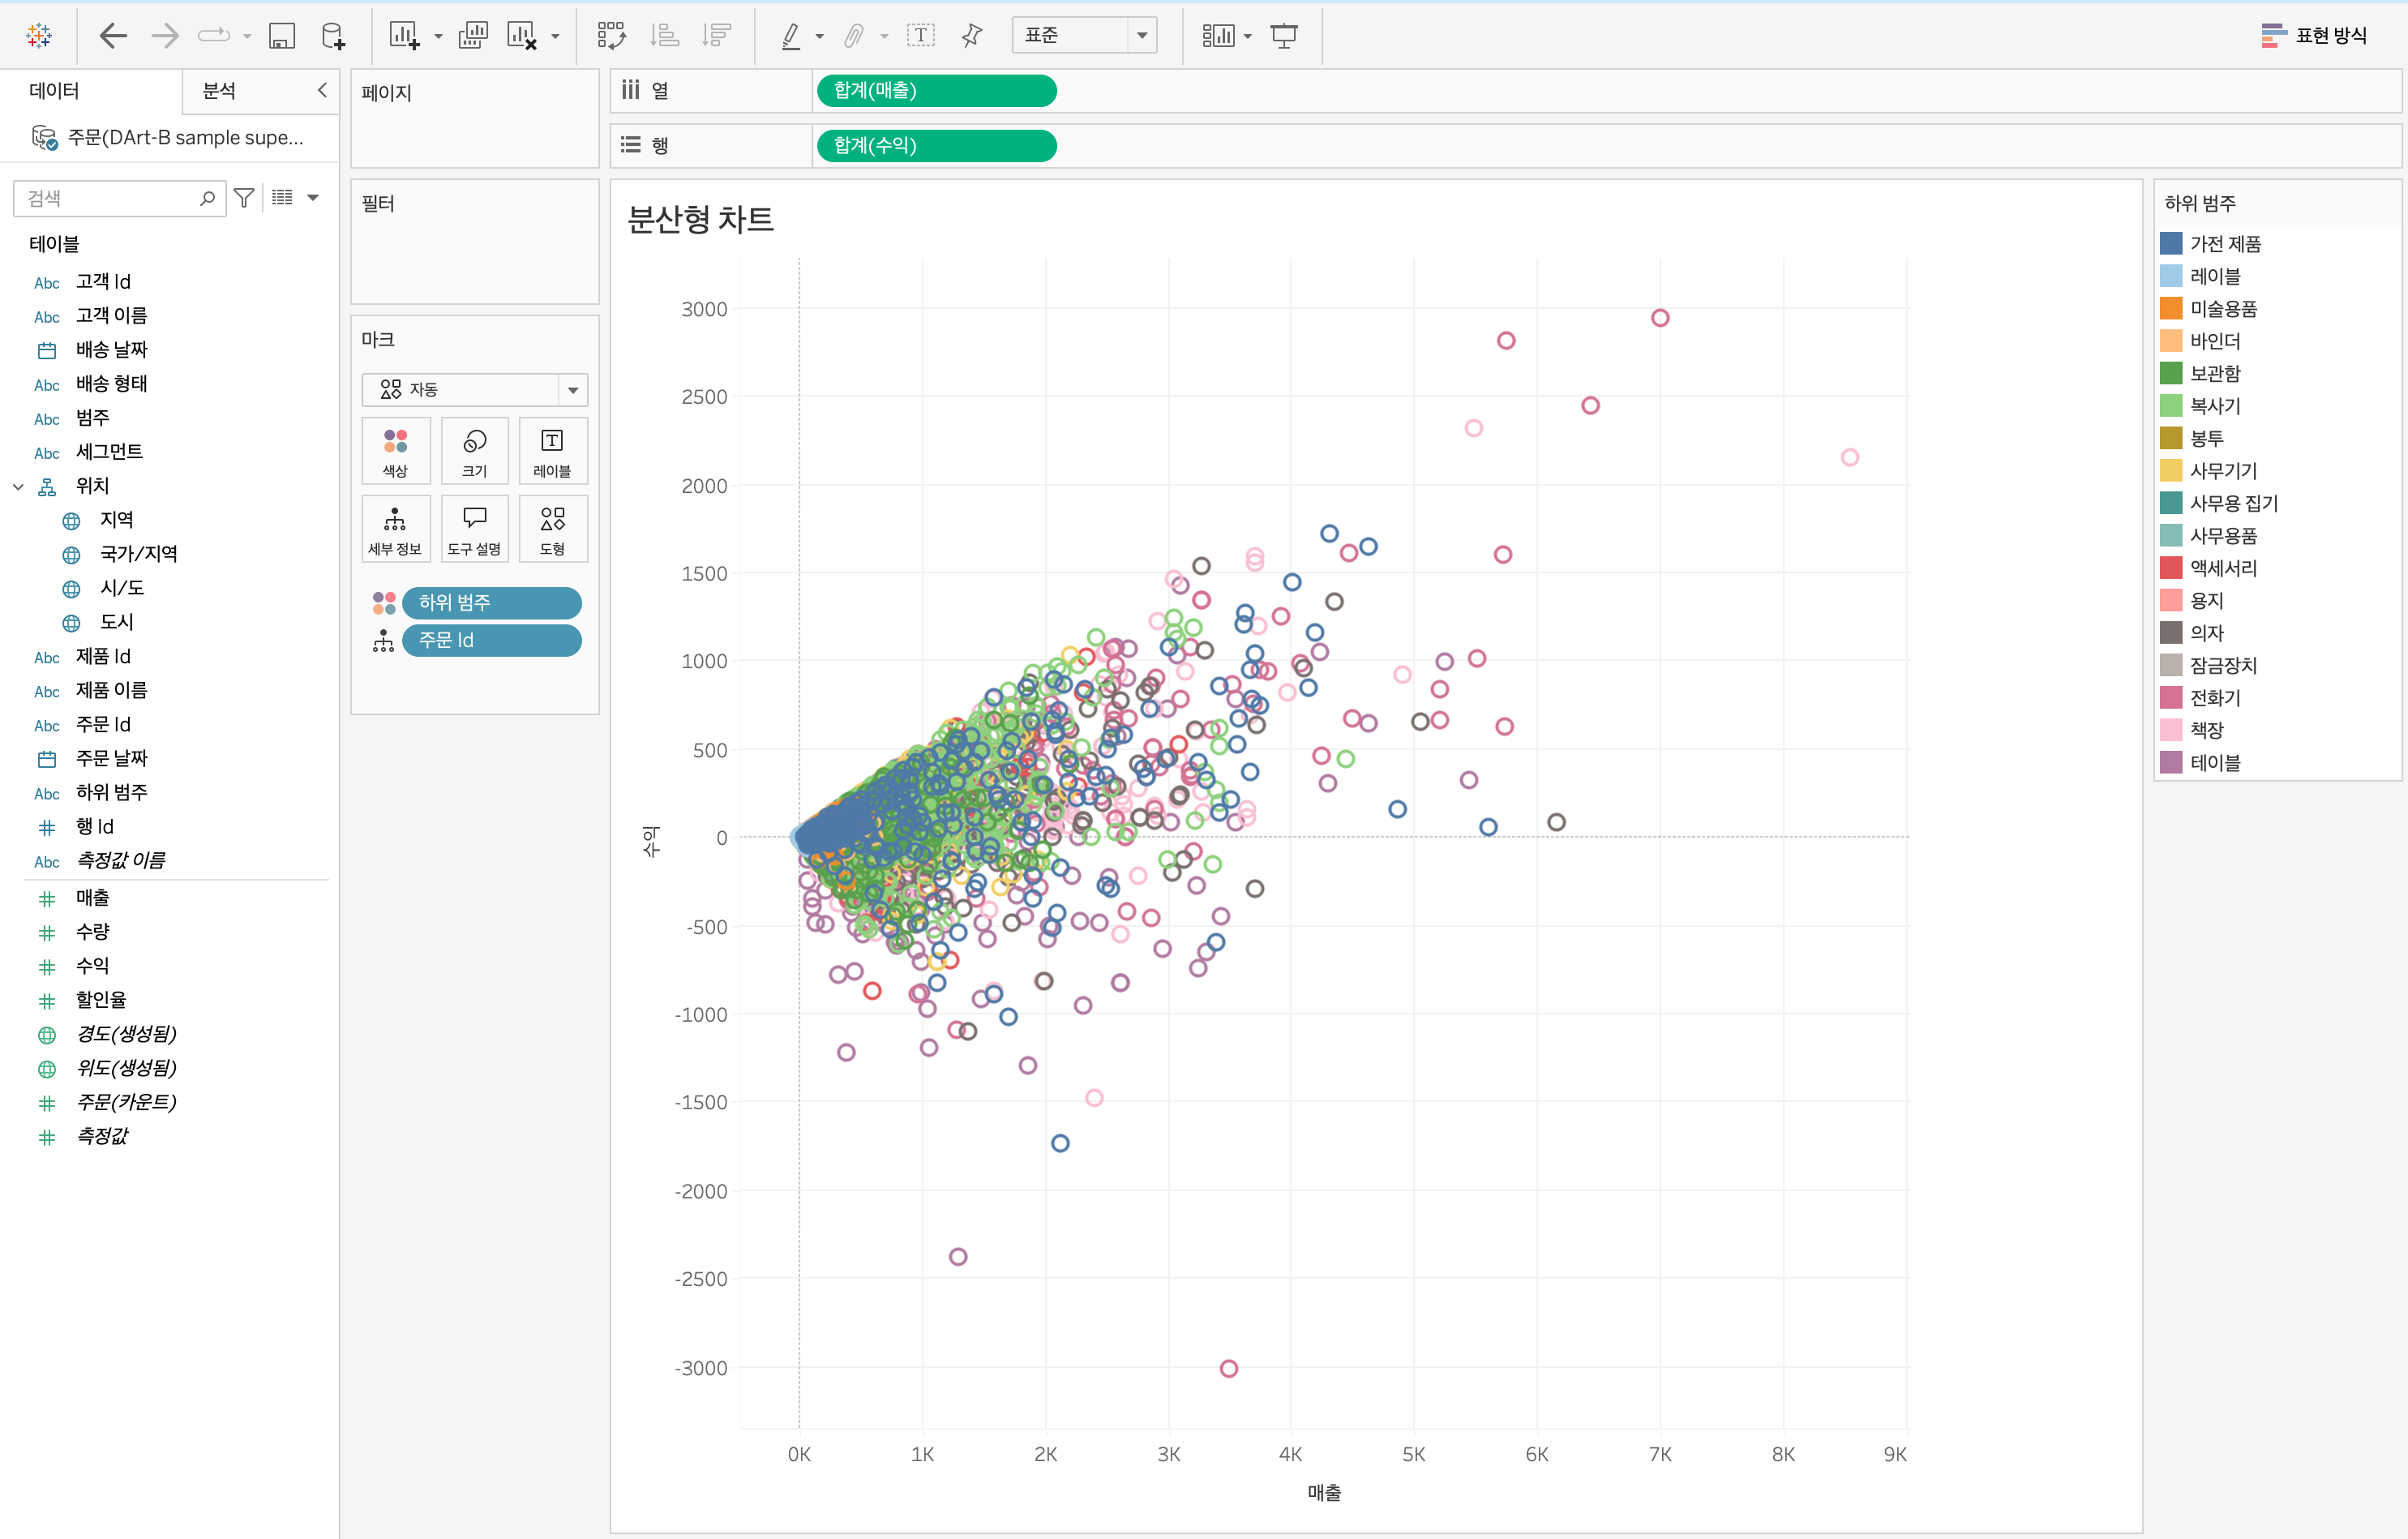 표준
표현 방식
데이터
분석
페이지
열
합계(매출)
주문(DArt-B sample supe...
행
합계(수익)
검색
필터
테이블
Abc 고객 Id
Abc 고객 이름
배송 날짜
Abc 배송 형태
Abc 범주
Abc 세그먼트
위치
지역
국가/지역
시/도
도시
Abc 제품 Id
Abc 제품 이름
Abc 주문 Id
주문 날짜
Abc 하위 범주
행 Id
Abc 측정값 이름
매출
수량
수익
할인율
경도(생성됨)
위도(생성됨)
주문(카운트)
측정값
마크
자동
색상
크기
레이블
세부 정보
도구 설명
도형
하위 범주
주문 Id
분산형 차트
3000
2500
2000
1500
1000
500
0
-500
-1000
-1500
-2000
-2500
-3000
수익
0K 1K 2K 3K 4K 5K 6K 7K 8K 9K
매출
하위 범주
가전 제품
레이블
미술용품
바인더
보관함
복사기
봉투
사무기기
사무용 집기
사무용품
액세서리
용지
의자
잠금장치
전화기
책장
테이블